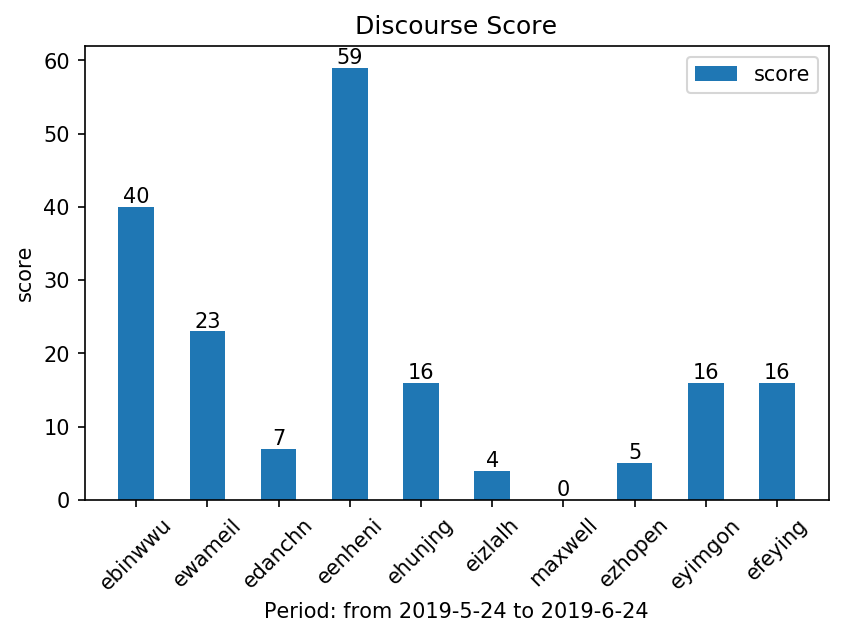 Discourse Score
score
60
50
40
30
20
10
0
score
40
23
7
59
16
4
0
5
16
16
ebinwwu
ewameil
edanchn
eenheni
ehunjng
eizlalh
maxwell
ezhopen
eyimgon
efeying
Period: from 2019-5-24 to 2019-6-24